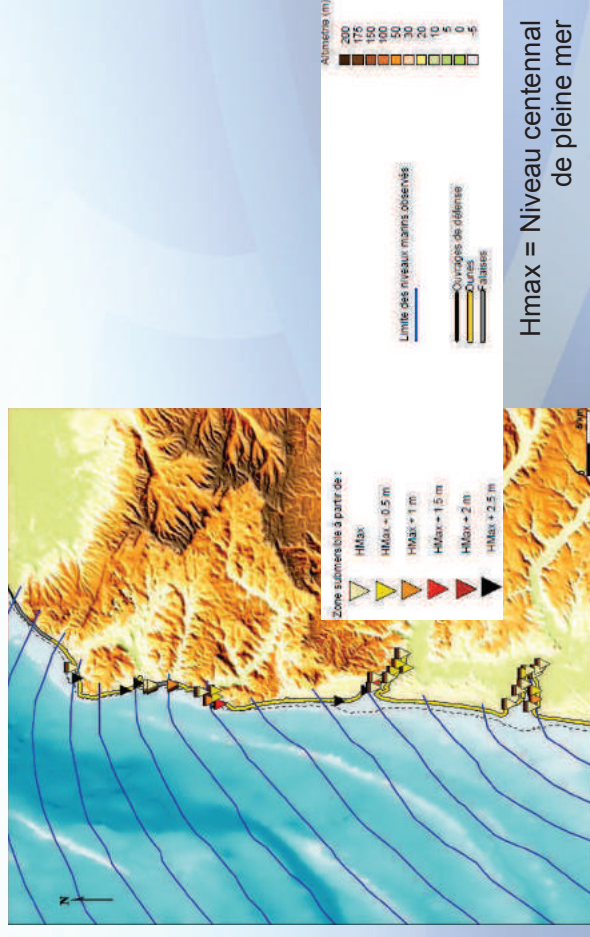 N
Zone submersible à partir de :
HMax
HMax + 0.5 m
HMax + 1 m
HMax + 1.5 m
HMax + 2 m
HMax + 2.5 m
Limite des niveaux marins observés
Ouvrages de défense
Dunes
Falaises
Altimétrie (m)
200
175
150
100
50
30
20
10
5
0
-5
Hmax = Niveau centennal
de pleine mer